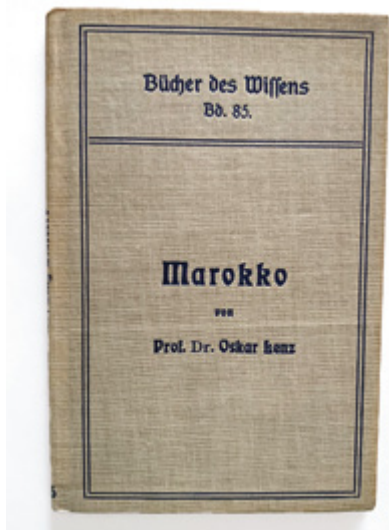 Bücher des Wiſſens
Bd. 85.
Marokko
von
Prof. Dr. Oskar Lenz